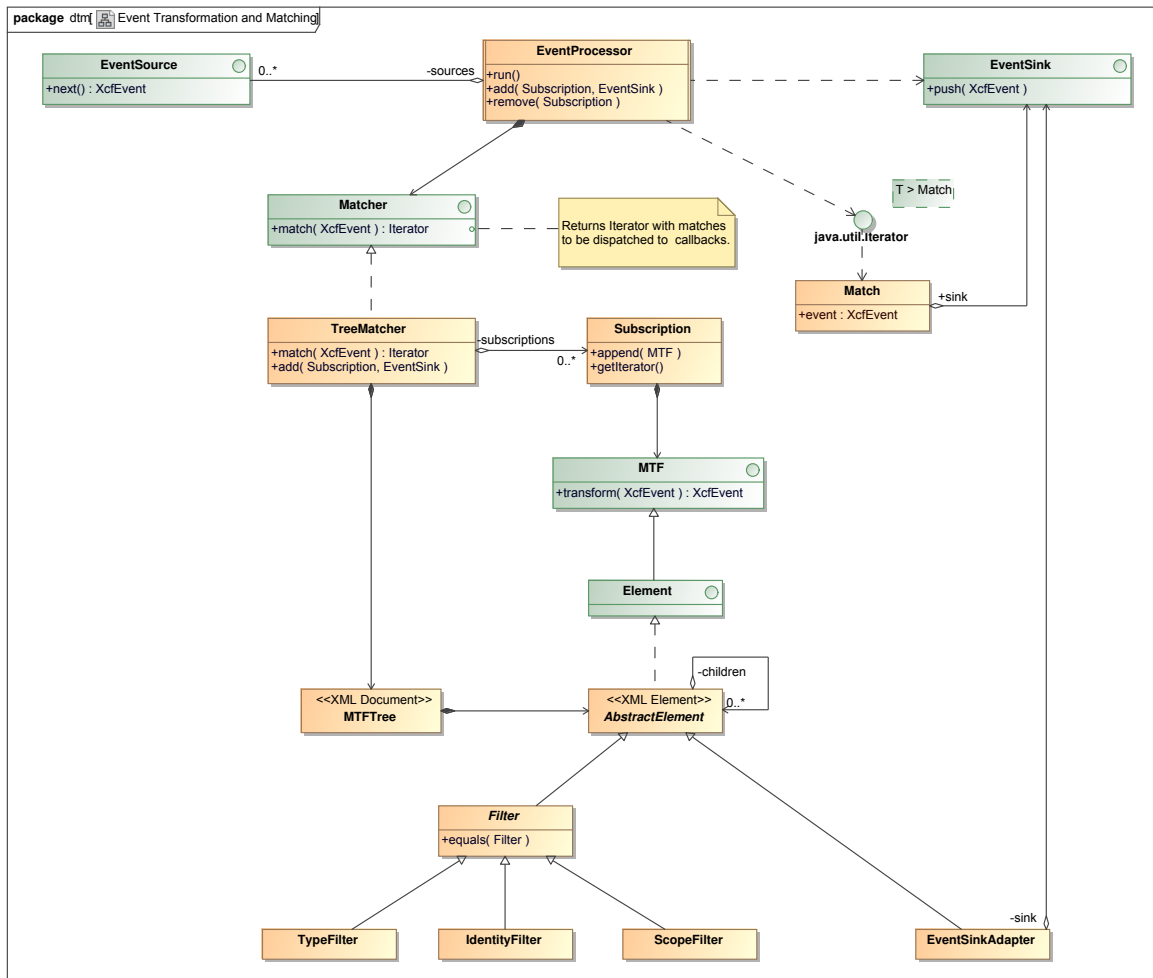 package dtm[ Event Transformation and Matching]
EventSource
+next() : XcfEvent
0..*
-sources
EventProcessor
+run()
+add( Subscription, EventSink )
+remove( Subscription )
EventSink
+push( XcfEvent )
Matcher
+match( XcfEvent ) : Iterator
Returns Iterator with matches
to be dispatched to callbacks.
T > Match
java.util.Iterator
Match
+event : XcfEvent
+sink
TreeMatcher
+match( XcfEvent ) : Iterator
+add( Subscription, EventSink )
-subscriptions
0..*
Subscription
+append( MTF )
+getIterator()
MTF
+transform( XcfEvent ) : XcfEvent
Element
-children
0..*
<<XML Document>>
MTFTree
<<XML Element>>
AbstractElement
Filter
+equals( Filter )
TypeFilter
IdentityFilter
ScopeFilter
-sink
EventSinkAdapter